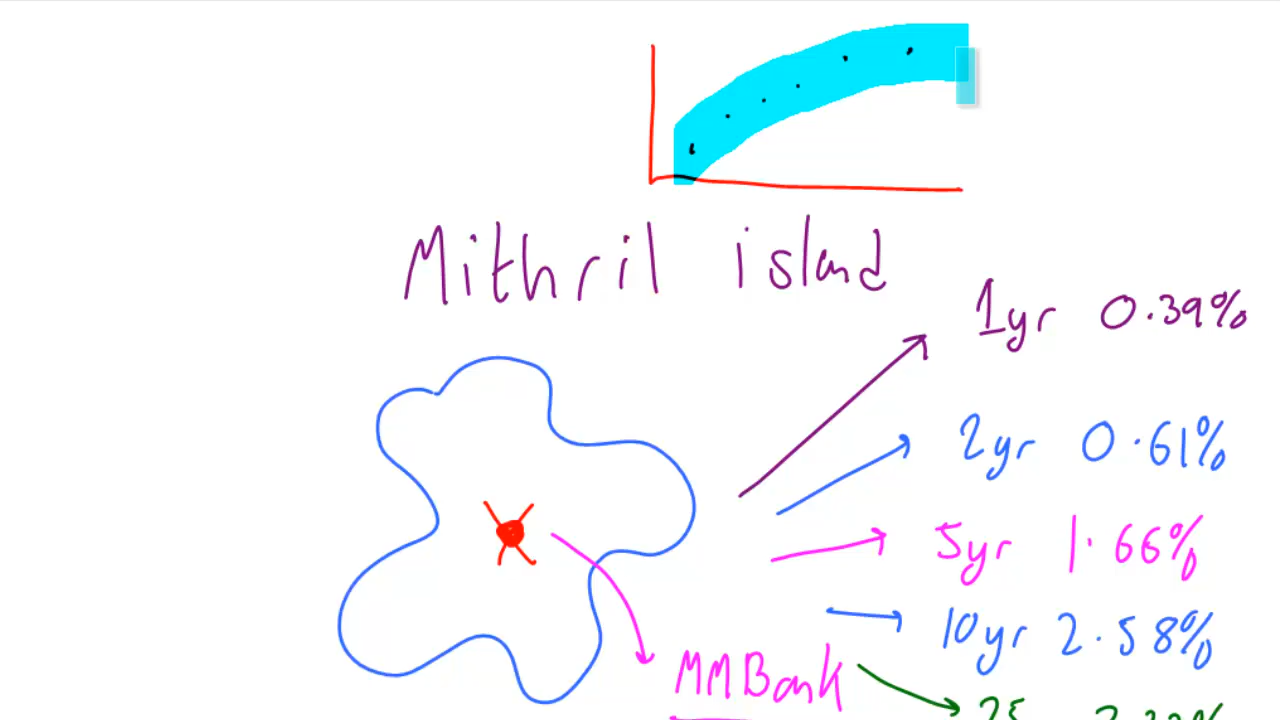 Mithril island
1yr 0.39%
2yr 0.61%
5yr 1.66%
10yr 2.58%
MMBank